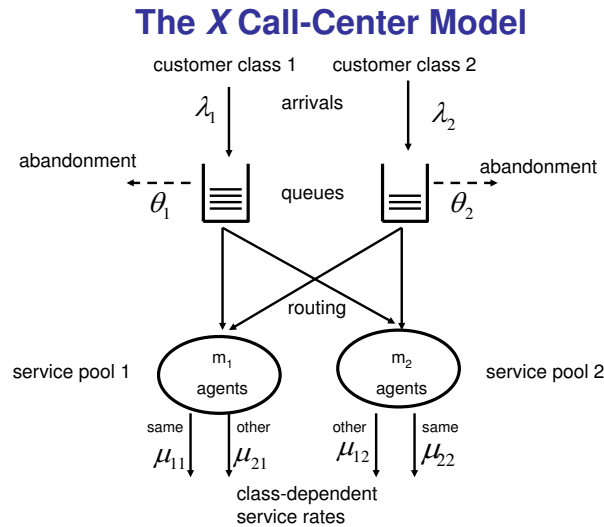 The X Call-Center Model
customer class 1 customer class 2
λ₁ arrivals λ₂
abandonment abandonment
θ₁ queues θ₂
routing
service pool 1 m₁ agents m₂ agents service pool 2
same other other same
μ₁₁ μ₂₁ μ₁₂ μ₂₂
class-dependent
service rates